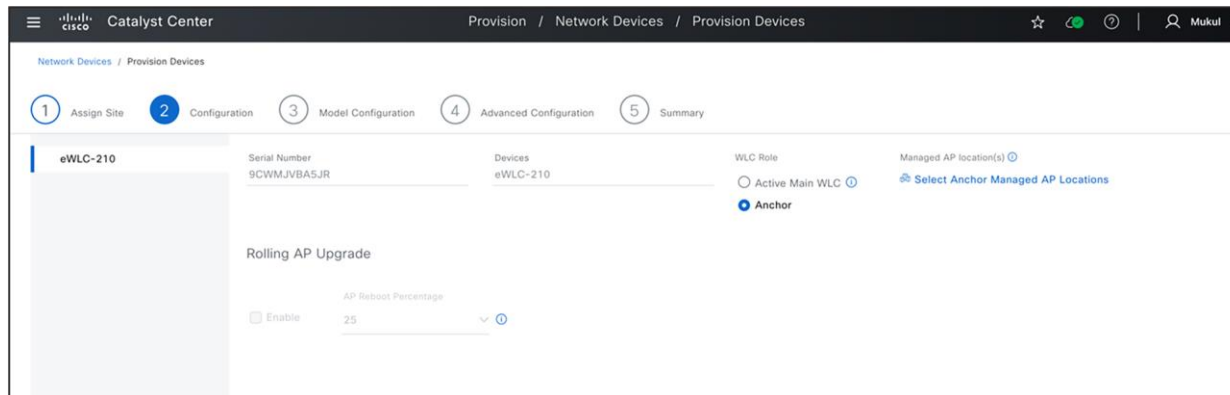 cisco Catalyst Center Provision / Network Devices / Provision Devices Mukul
Network Devices / Provision Devices
1 Assign Site 2 Configuration 3 Model Configuration 4 Advanced Configuration 5 Summary
eWLC-210
Serial Number Devices WLC Role Managed AP location(s)
9CWMJVBA5JR eWLC-210 Active Main WLC Select Anchor Managed AP Locations
Anchor
Rolling AP Upgrade
AP Reboot Percentage
Enable 25